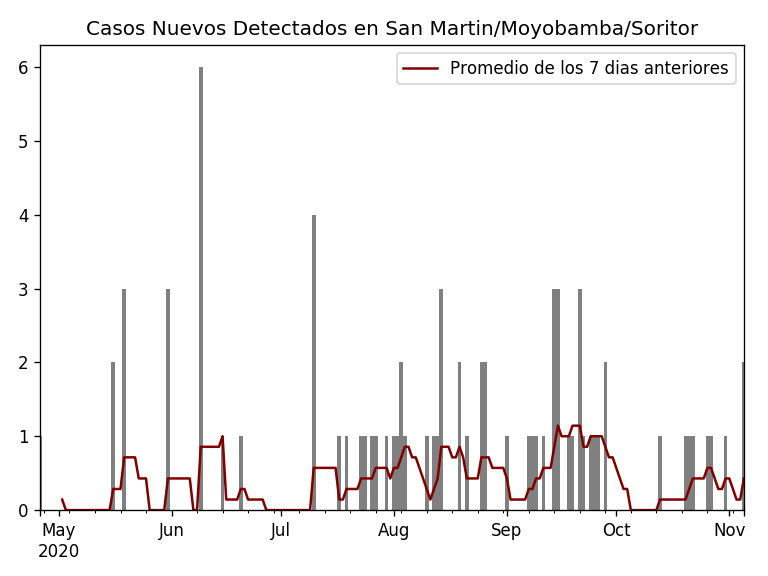 Casos Nuevos Detectados en San Martin/Moyobamba/Soritor
Promedio de los 7 dias anteriores
6
5
4
3
2
1
0
May Jun Jul Aug Sep Oct Nov
2020